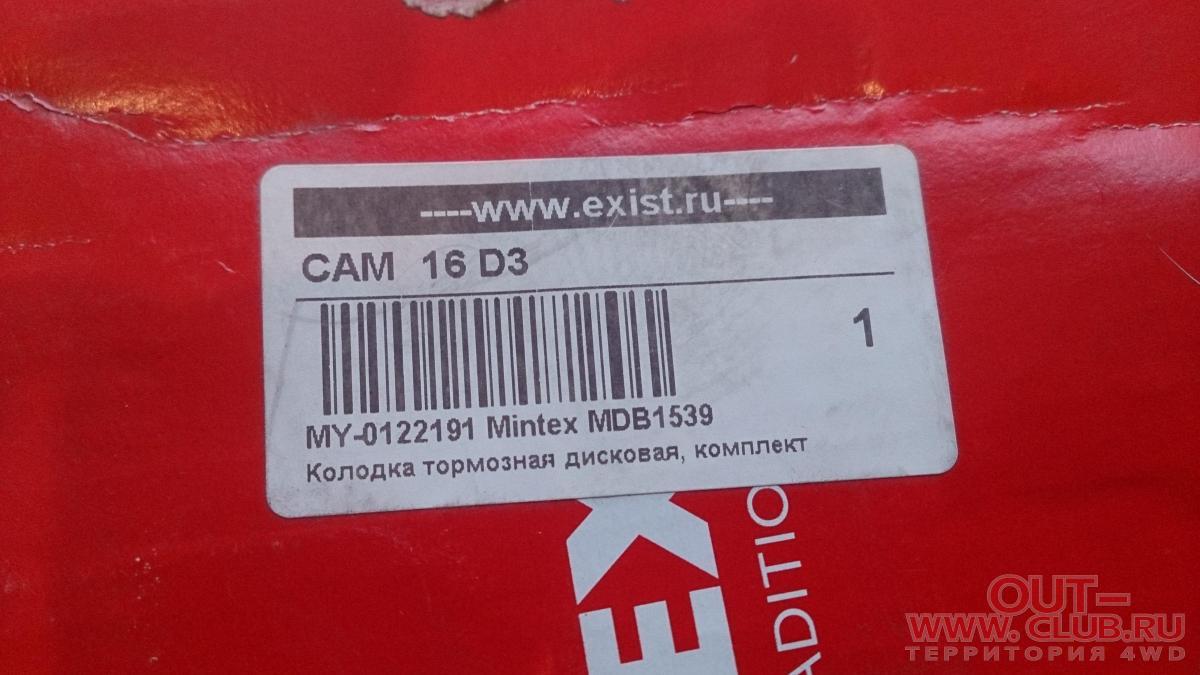 ----www.exist.ru----
CAM 16 D3
1
MY-0122191 Mintex MDB1539
Колодка тормозная дисковая, комплект
EX
ADITIO
OUT-
WWW.CLUB.RU
ТЕРРИТОРИЯ 4WD